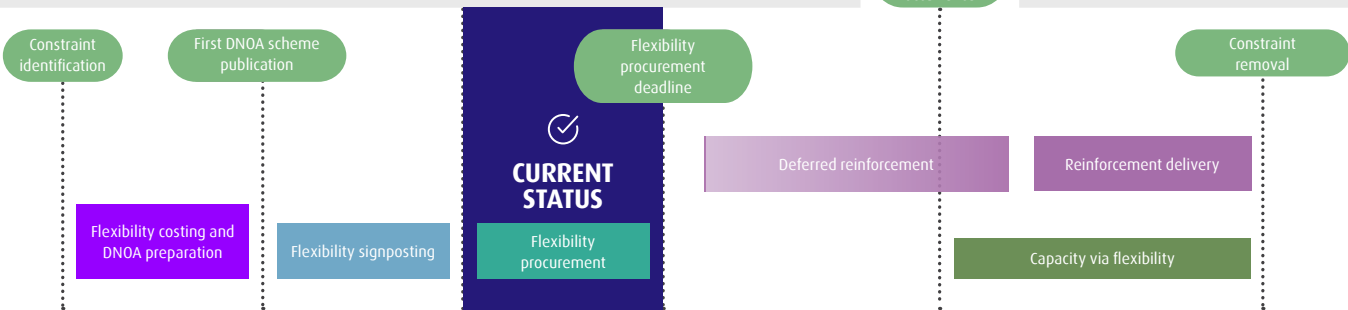 Constraint
identification
First DNOA scheme
publication
Flexibility
procurement
deadline
Constraint
removal
CURRENT
STATUS
Deferred reinforcement
Reinforcement delivery
Flexibility costing and
DNOA preparation
Flexibility signposting
Flexibility
procurement
Capacity via flexibility